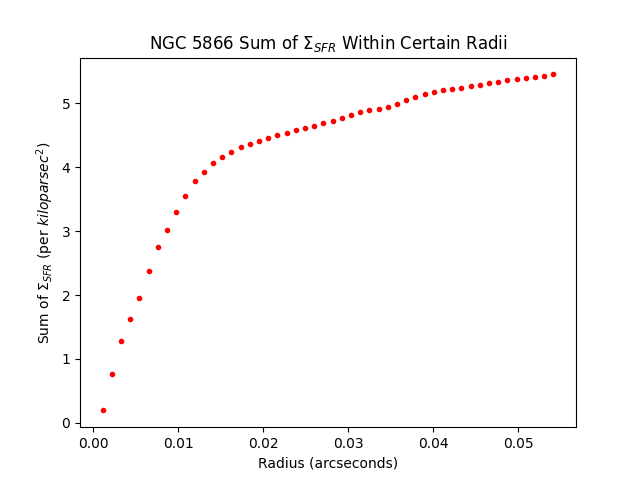 NGC 5866 Sum of Σ_SFR Within Certain Radii
Sum of Σ_SFR (per kiloparsec²)
5
4
3
2
1
0
0.00 0.01 0.02 0.03 0.04 0.05
Radius (arcseconds)